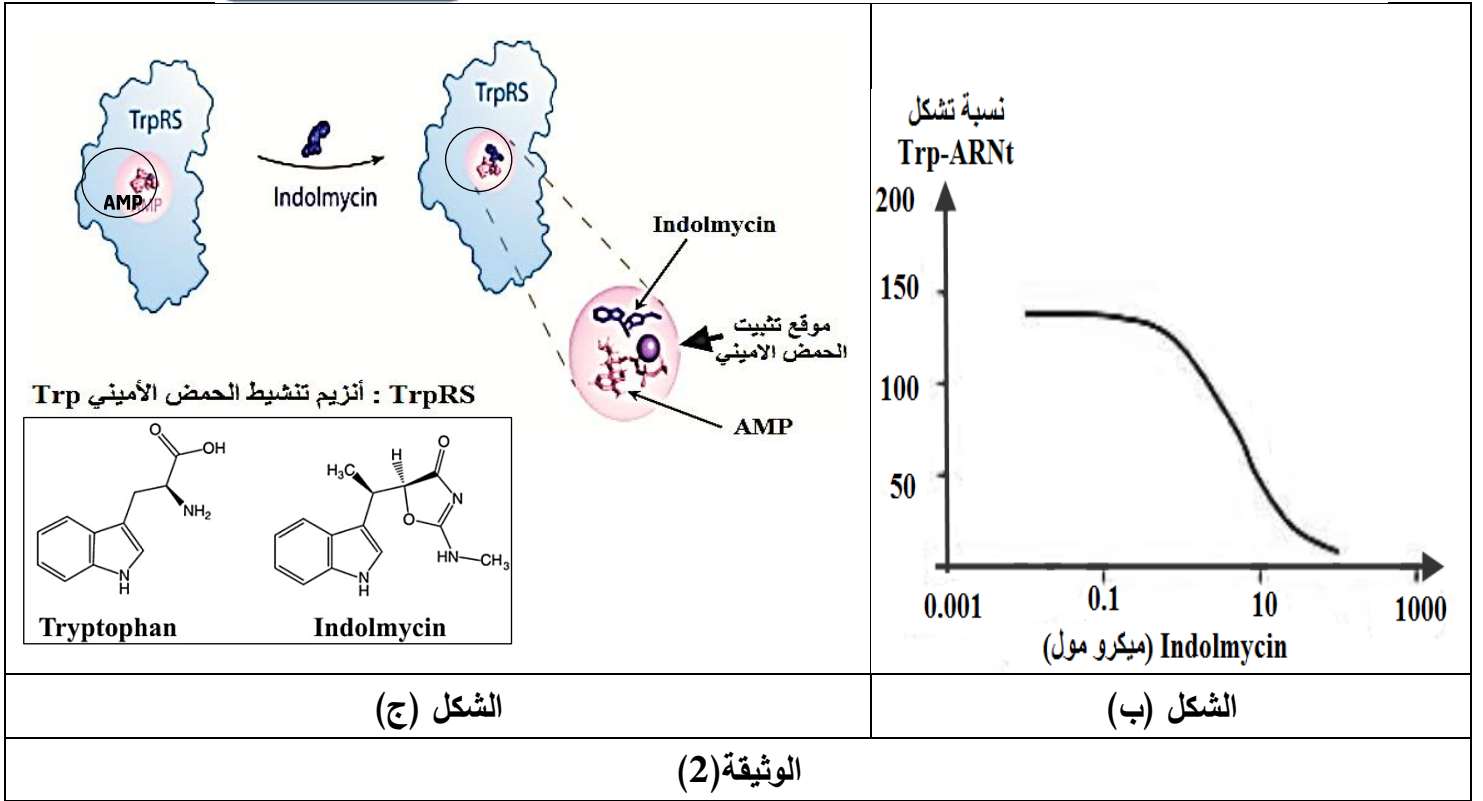 نسبة تشكل
Trp-ARNt
200
150
100
50
0.001
0.1
10
1000
Indolmycin (ميكرو مول)
الشكل (ب)
TrpRS
AMP
AMP
Indolmycin
TrpRS
Indolmycin
موقع تثبيت
الحمض الاميني
AMP
TrpRS : أنزيم تنشيط الحمض الأميني Trp
O
OH
NH₂
N
H
Tryptophan
H₃C
H
O
N
O
HN
CH₃
N
H
Indolmycin
الشكل (ج)
الوثيقة(2)